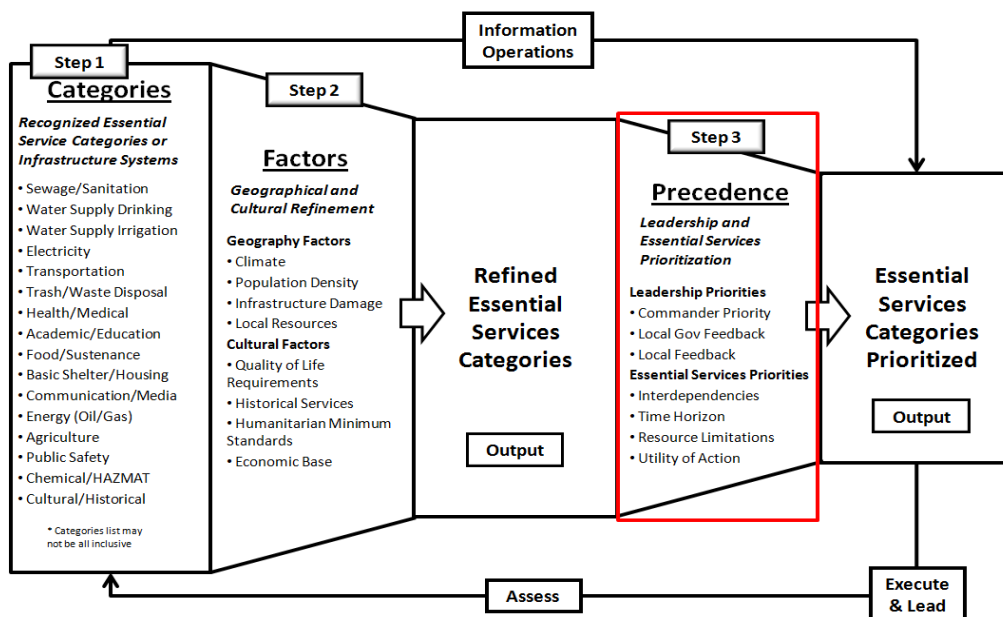 Information
Operations
Step 1
Categories
Recognized Essential
Service Categories or
Infrastructure Systems
• Sewage/Sanitation
• Water Supply Drinking
• Water Supply Irrigation
• Electricity
• Transportation
• Trash/Waste Disposal
• Health/Medical
• Academic/Education
• Food/Sustenance
• Basic Shelter/Housing
• Communication/Media
• Energy (Oil/Gas)
• Agriculture
• Public Safety
• Chemical/HAZMAT
• Cultural/Historical
* Categories list may
not be all inclusive
Step 2
Factors
Geographical and
Cultural Refinement
Geography Factors
• Climate
• Population Density
• Infrastructure Damage
• Local Resources
Cultural Factors
• Quality of Life
Requirements
• Historical Services
• Humanitarian Minimum
Standards
• Economic Base
Refined
Essential
Services
Categories
Output
Step 3
Precedence
Leadership and
Essential Services
Prioritization
Leadership Priorities
• Commander Priority
• Local Gov Feedback
• Local Feedback
Essential Services Priorities
• Interdependencies
• Time Horizon
• Resource Limitations
• Utility of Action
Essential
Services
Categories
Prioritized
Output
Execute
& Lead
Assess